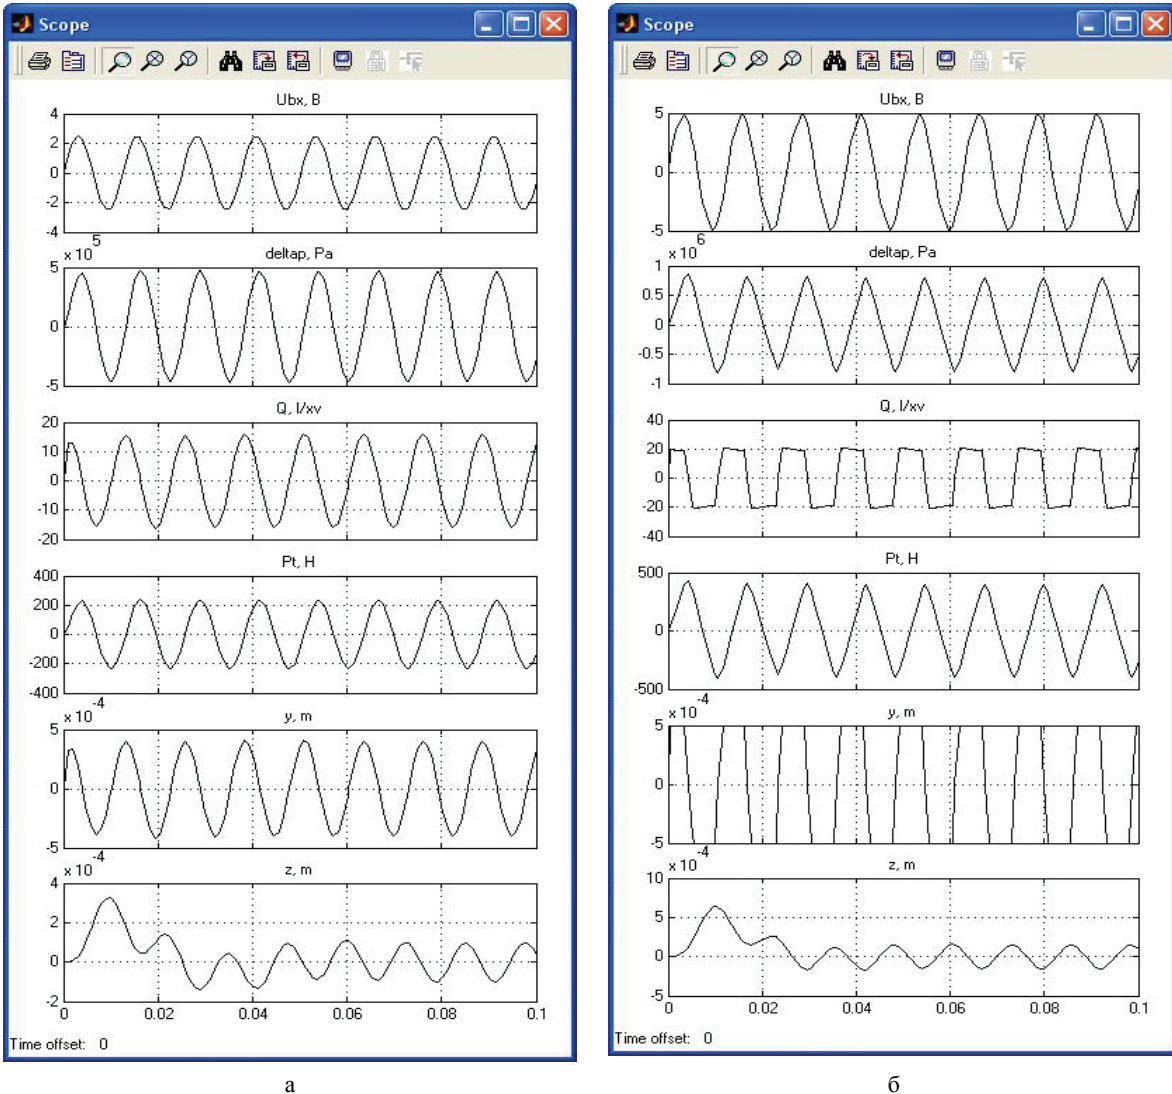 Scope
Ubx, B
4
2
0
-2
-4
x 10^5
deltap, Pa
5
0
-5
Q, l/xv
20
10
0
-10
-20
Pt, H
400
200
0
-200
-400
x 10^-4
y, m
5
0
-5
x 10^-4
z, m
4
2
0
-2
0 0.02 0.04 0.06 0.08 0.1
Time offset: 0
а
Scope
Ubx, B
5
0
-5
x 10^6
deltap, Pa
1
0.5
0
-0.5
-1
Q, l/xv
40
20
0
-20
-40
Pt, H
500
0
-500
x 10^-4
y, m
5
0
-5
x 10^-4
z, m
10
5
0
-5
0 0.02 0.04 0.06 0.08 0.1
Time offset: 0
б